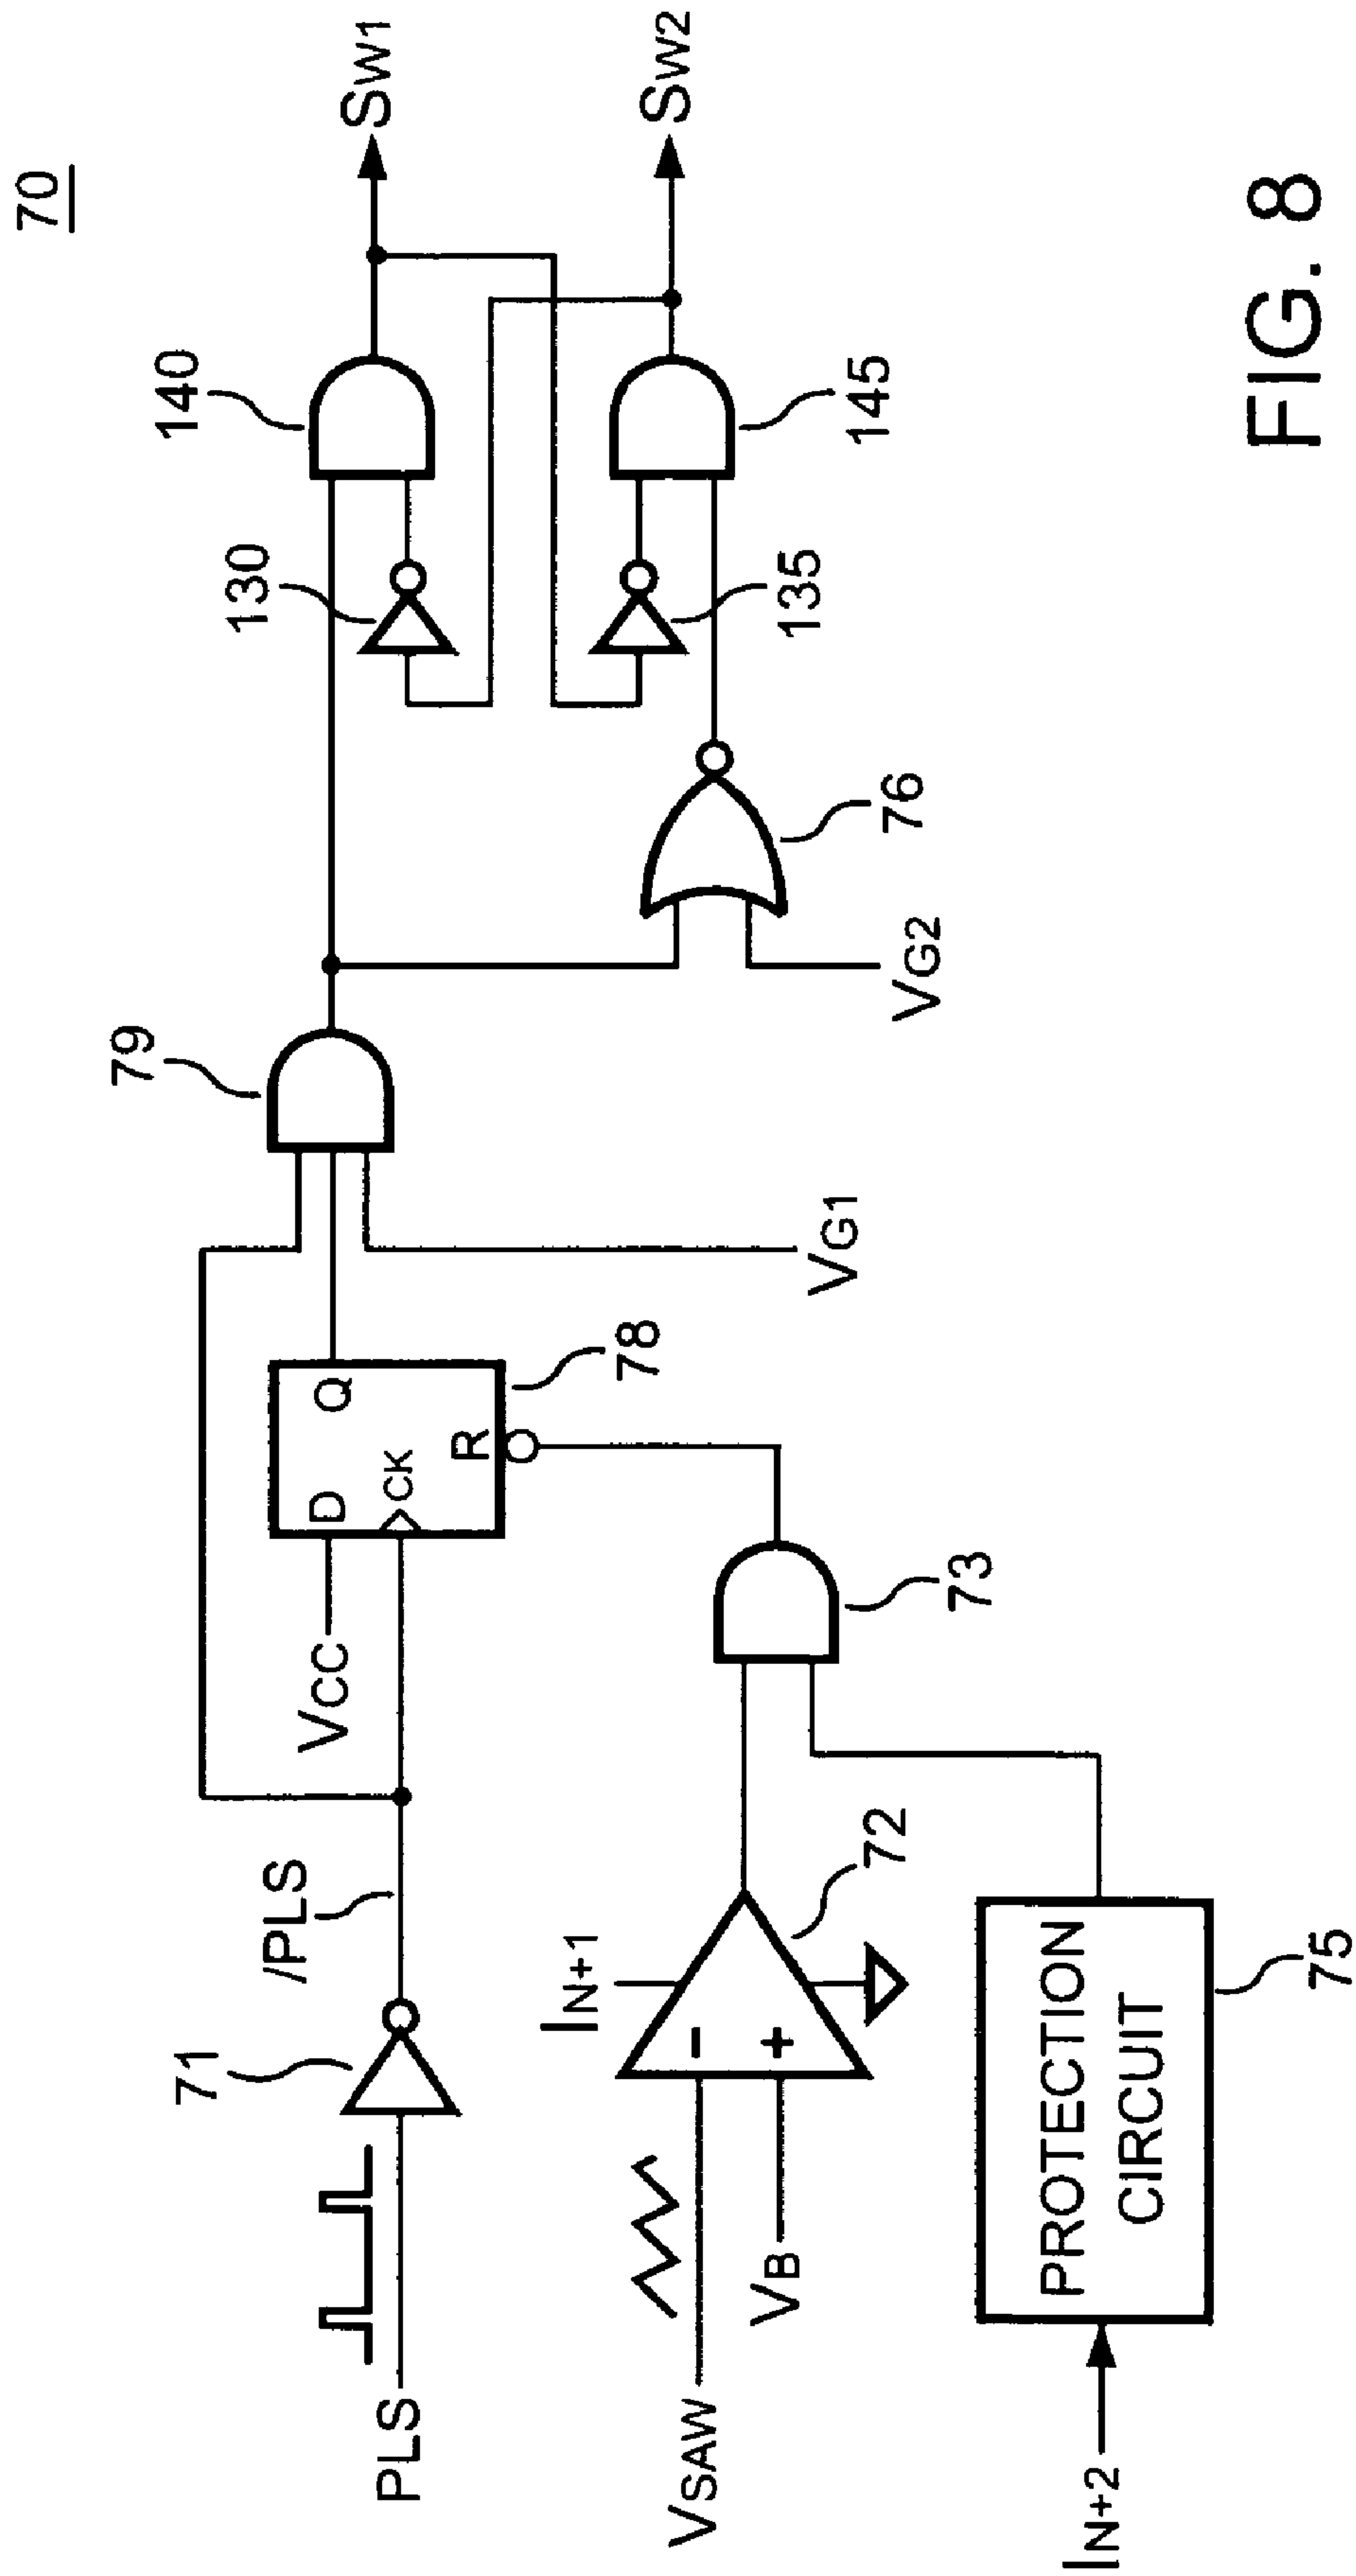 70
SW1
SW2
140
145
130
135
76
79
VG2
VG1
78
D
Q
CK
R
VCC
73
/PLS
71
PLS
IN+1
72
-
+
VSAW
VB
PROTECTION
CIRCUIT
75
IN+2
FIG. 8